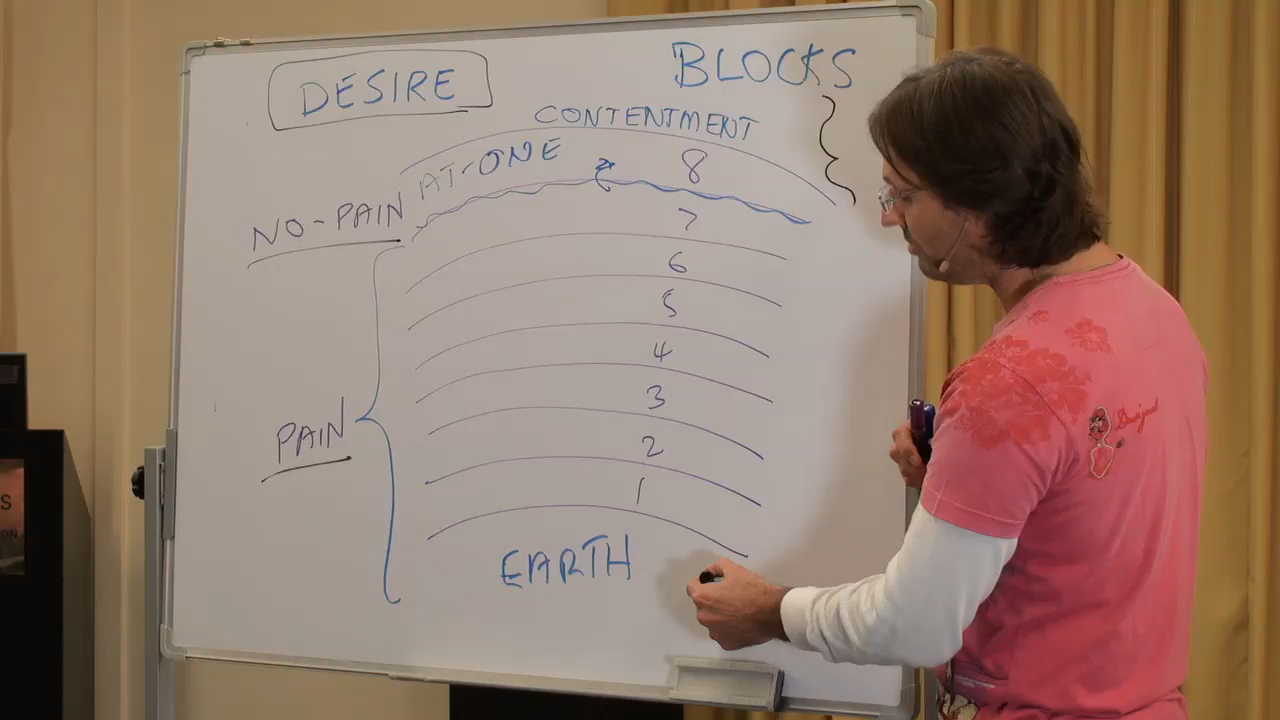 DESIRE
BLOCKS
CONTENTMENT
AT-ONE
8
NO-PAIN
7
6
5
4
3
PAIN
2
1
EARTH